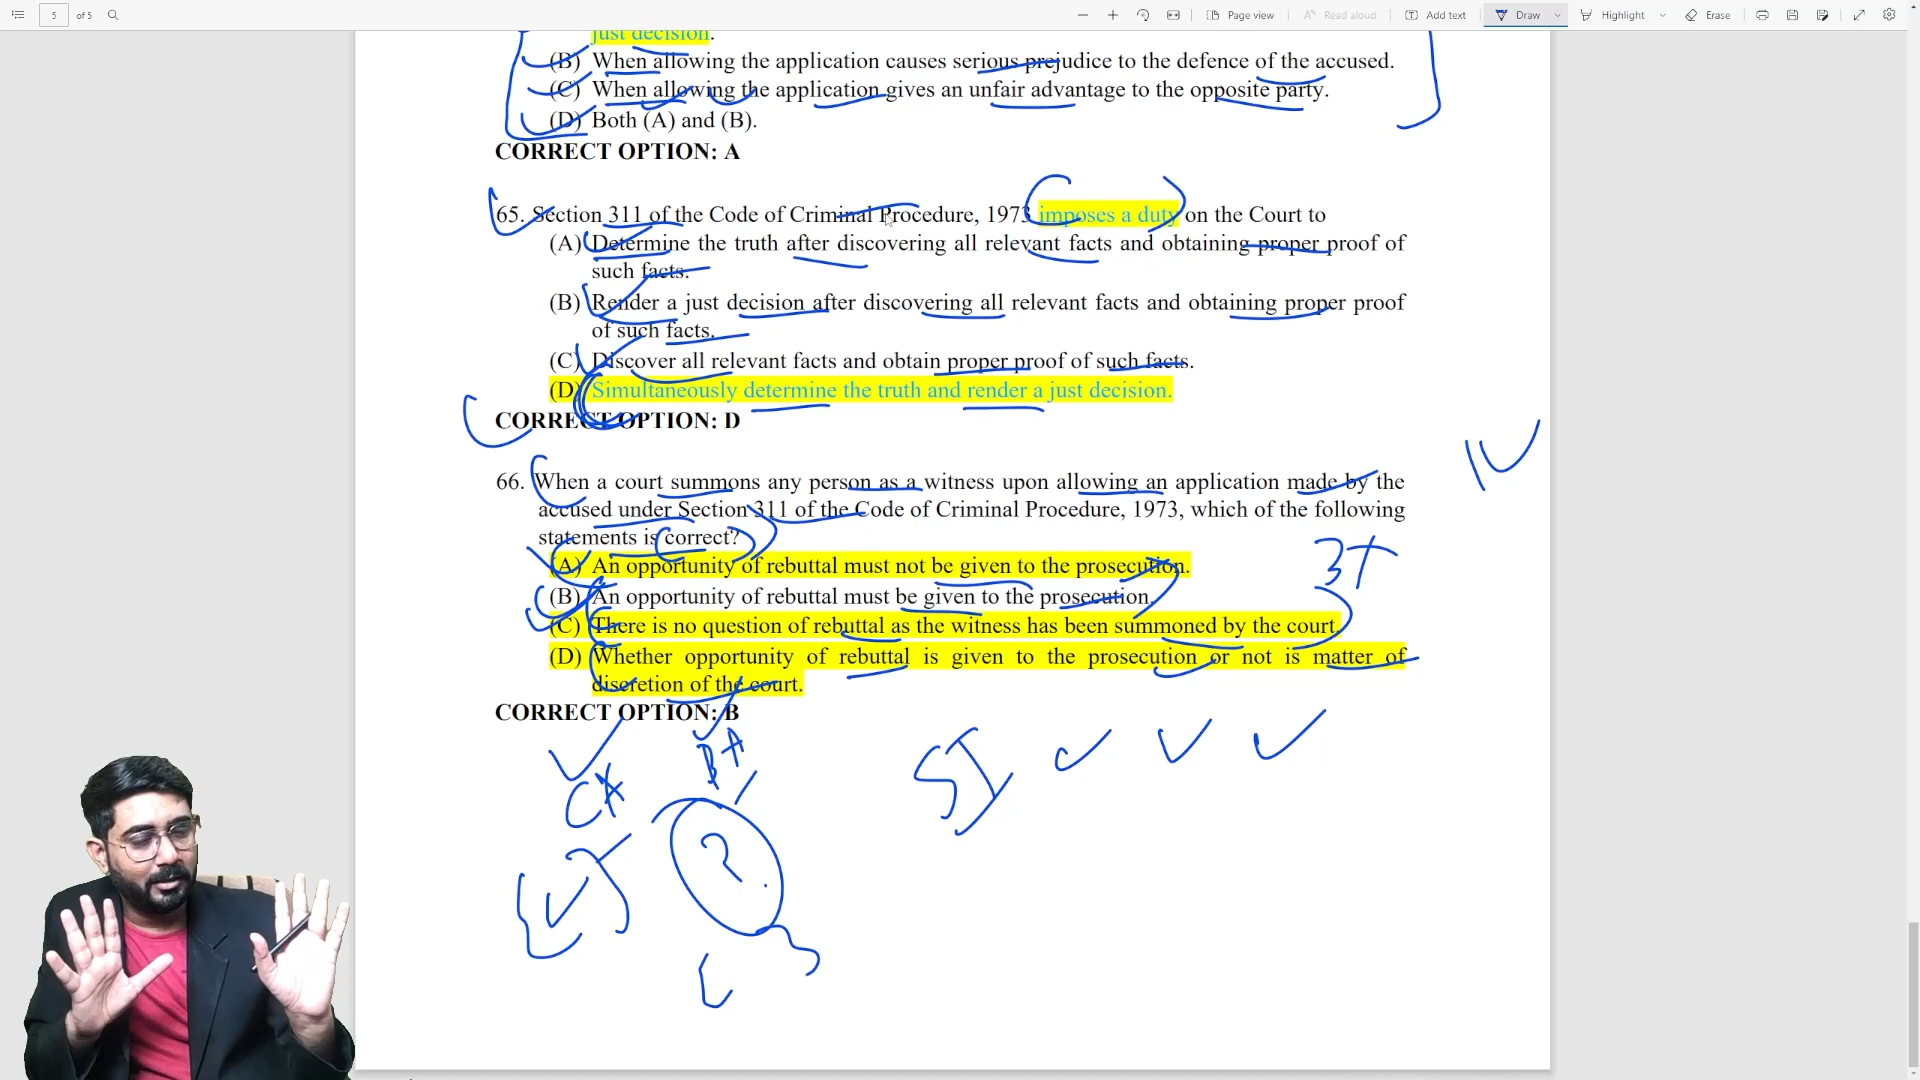 5 of 5 Page view Read aloud Add text Draw Highlight Erase
just decision.
(B) When allowing the application causes serious prejudice to the defence of the accused.
(C) When allowing the application gives an unfair advantage to the opposite party.
(D) Both (A) and (B).
CORRECT OPTION: A
65. Section 311 of the Code of Criminal Procedure, 1973 imposes a duty on the Court to
(A) Determine the truth after discovering all relevant facts and obtaining proper proof of
such facts.
(B) Render a just decision after discovering all relevant facts and obtaining proper proof
of such facts.
(C) Discover all relevant facts and obtain proper proof of such facts.
(D) Simultaneously determine the truth and render a just decision.
CORRECT OPTION: D
66. When a court summons any person as a witness upon allowing an application made by the
accused under Section 311 of the Code of Criminal Procedure, 1973, which of the following
statements is correct?
(A) An opportunity of rebuttal must not be given to the prosecution.
(B) An opportunity of rebuttal must be given to the prosecution.
(C) There is no question of rebuttal as the witness has been summoned by the court.
(D) Whether opportunity of rebuttal is given to the prosecution or not is matter of
discretion of the court.
CORRECT OPTION: B
?